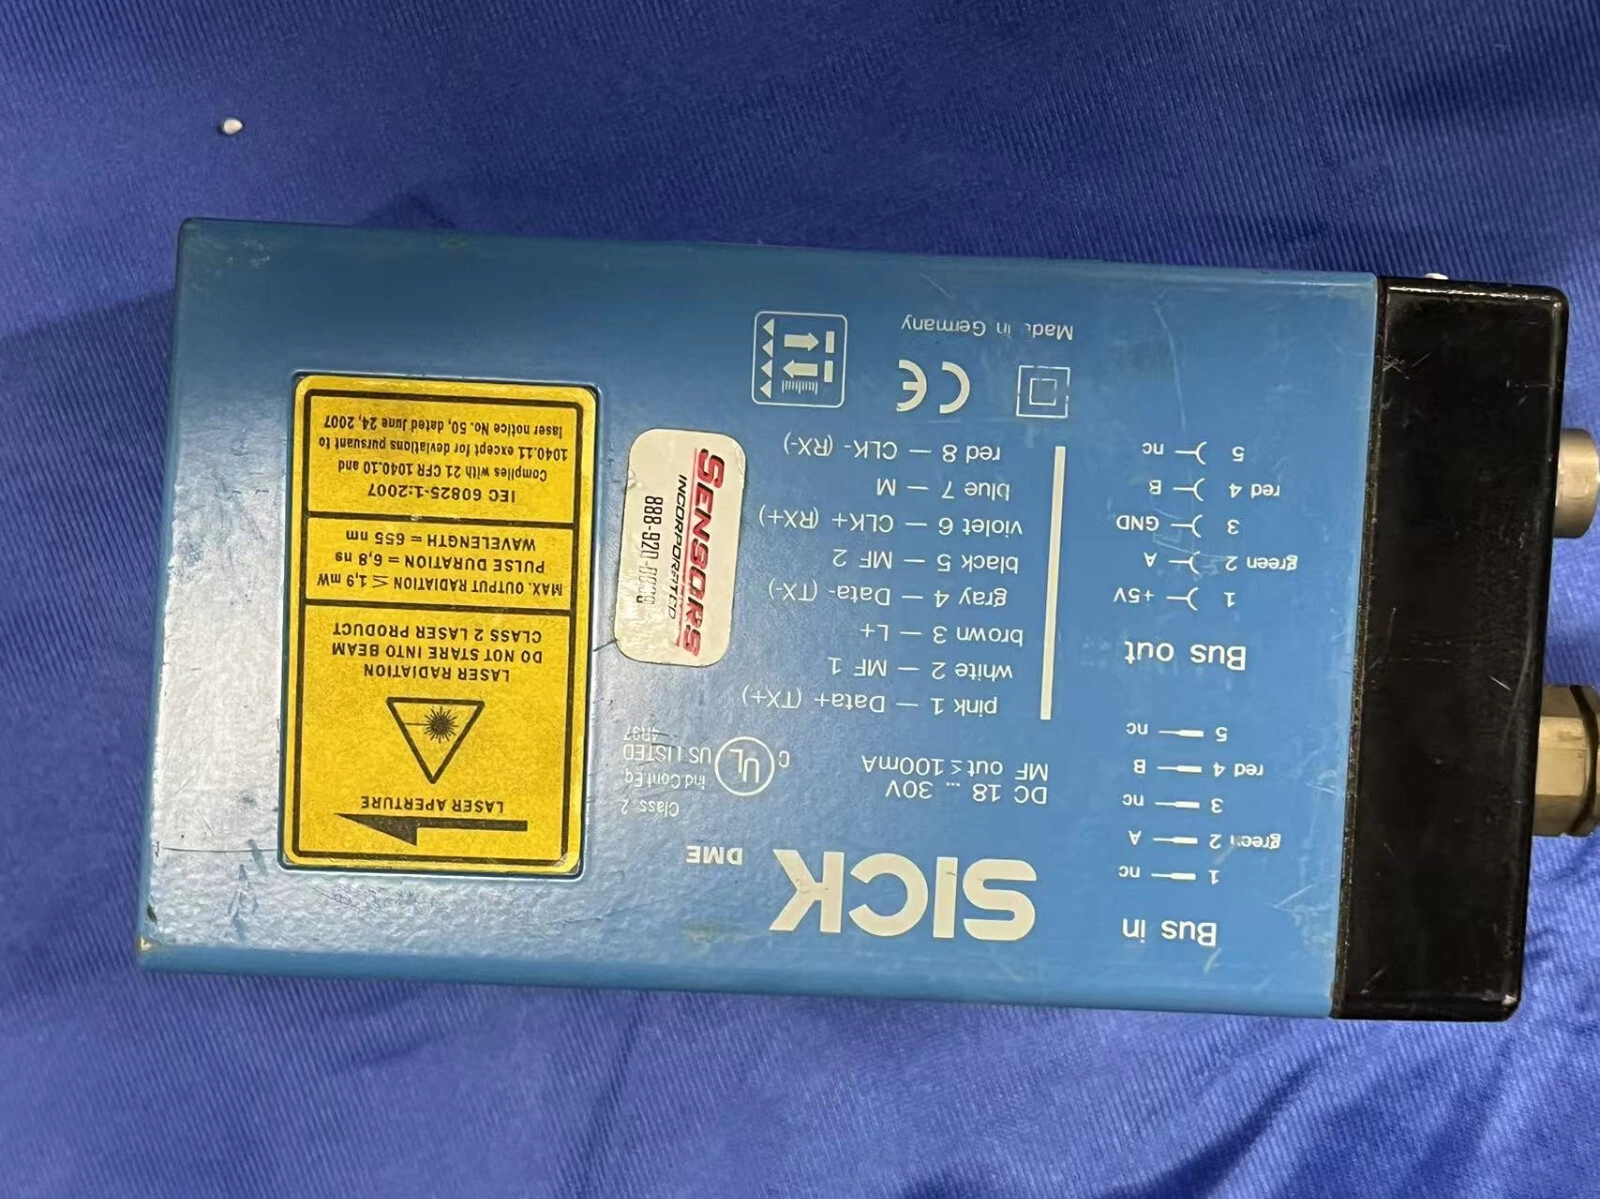 SICK DME
DC 18 ... 30V
MF out ≤ 100mA
Class 2
Ind.Cont.Eq.
C UL US LISTED
4R97
pink 1 — Data+ (TX+)
white 2 — MF 1
brown 3 — L+
gray 4 — Data- (TX-)
black 5 — MF 2
violet 6 — CLK+ (RX+)
blue 7 — M
red 8 — CLK- (RX-)
CE
Made in Germany
Bus in
1 nc
green 2 A
3 nc
red 4 B
5 nc
Bus out
1 +5V
green 2 A
3 GND
red 4 B
5 nc
LASER APERTURE
LASER RADIATION
DO NOT STARE INTO BEAM
CLASS 2 LASER PRODUCT
MAX. OUTPUT RADIATION ≤ 1,9 mW
PULSE DURATION = 6,8 ns
WAVELENGTH = 655 nm
IEC 60825-1:2007
Complies with 21 CFR 1040.10 and
1040.11 except for deviations pursuant to
laser notice No. 50, dated June 24, 2007
SENSORS
INCORPORATED